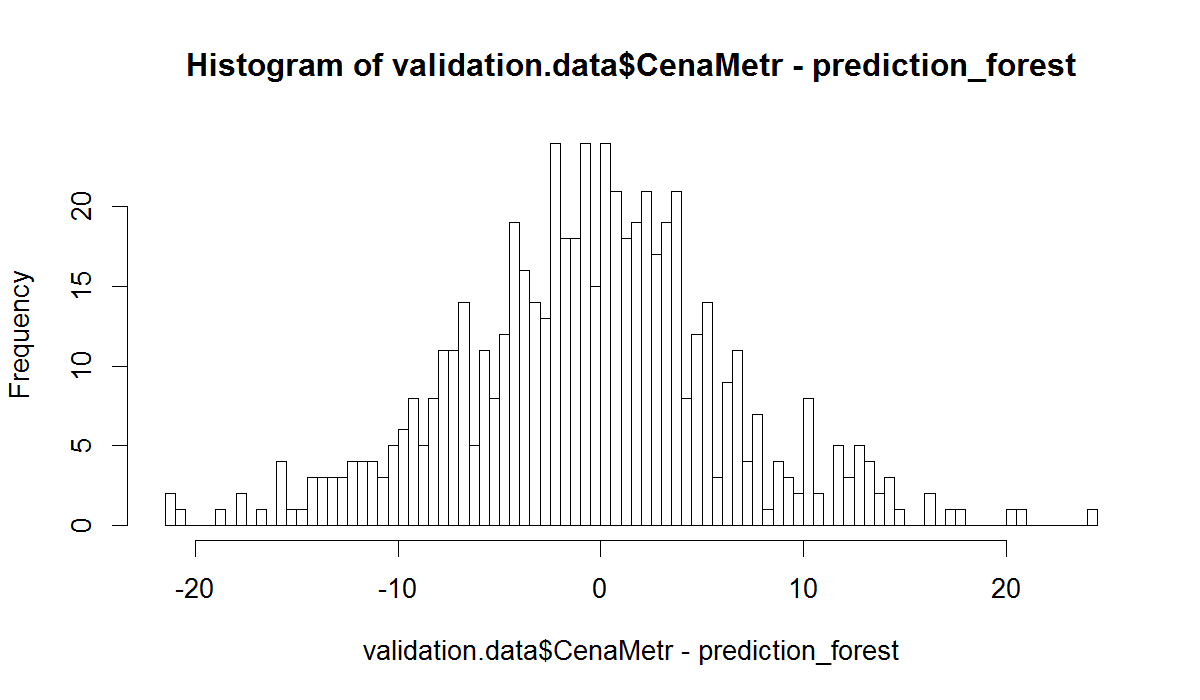 Histogram of validation.data$CenaMetr - prediction_forest
Frequency
20
15
10
5
0
-20 -10 0 10 20
validation.data$CenaMetr - prediction_forest